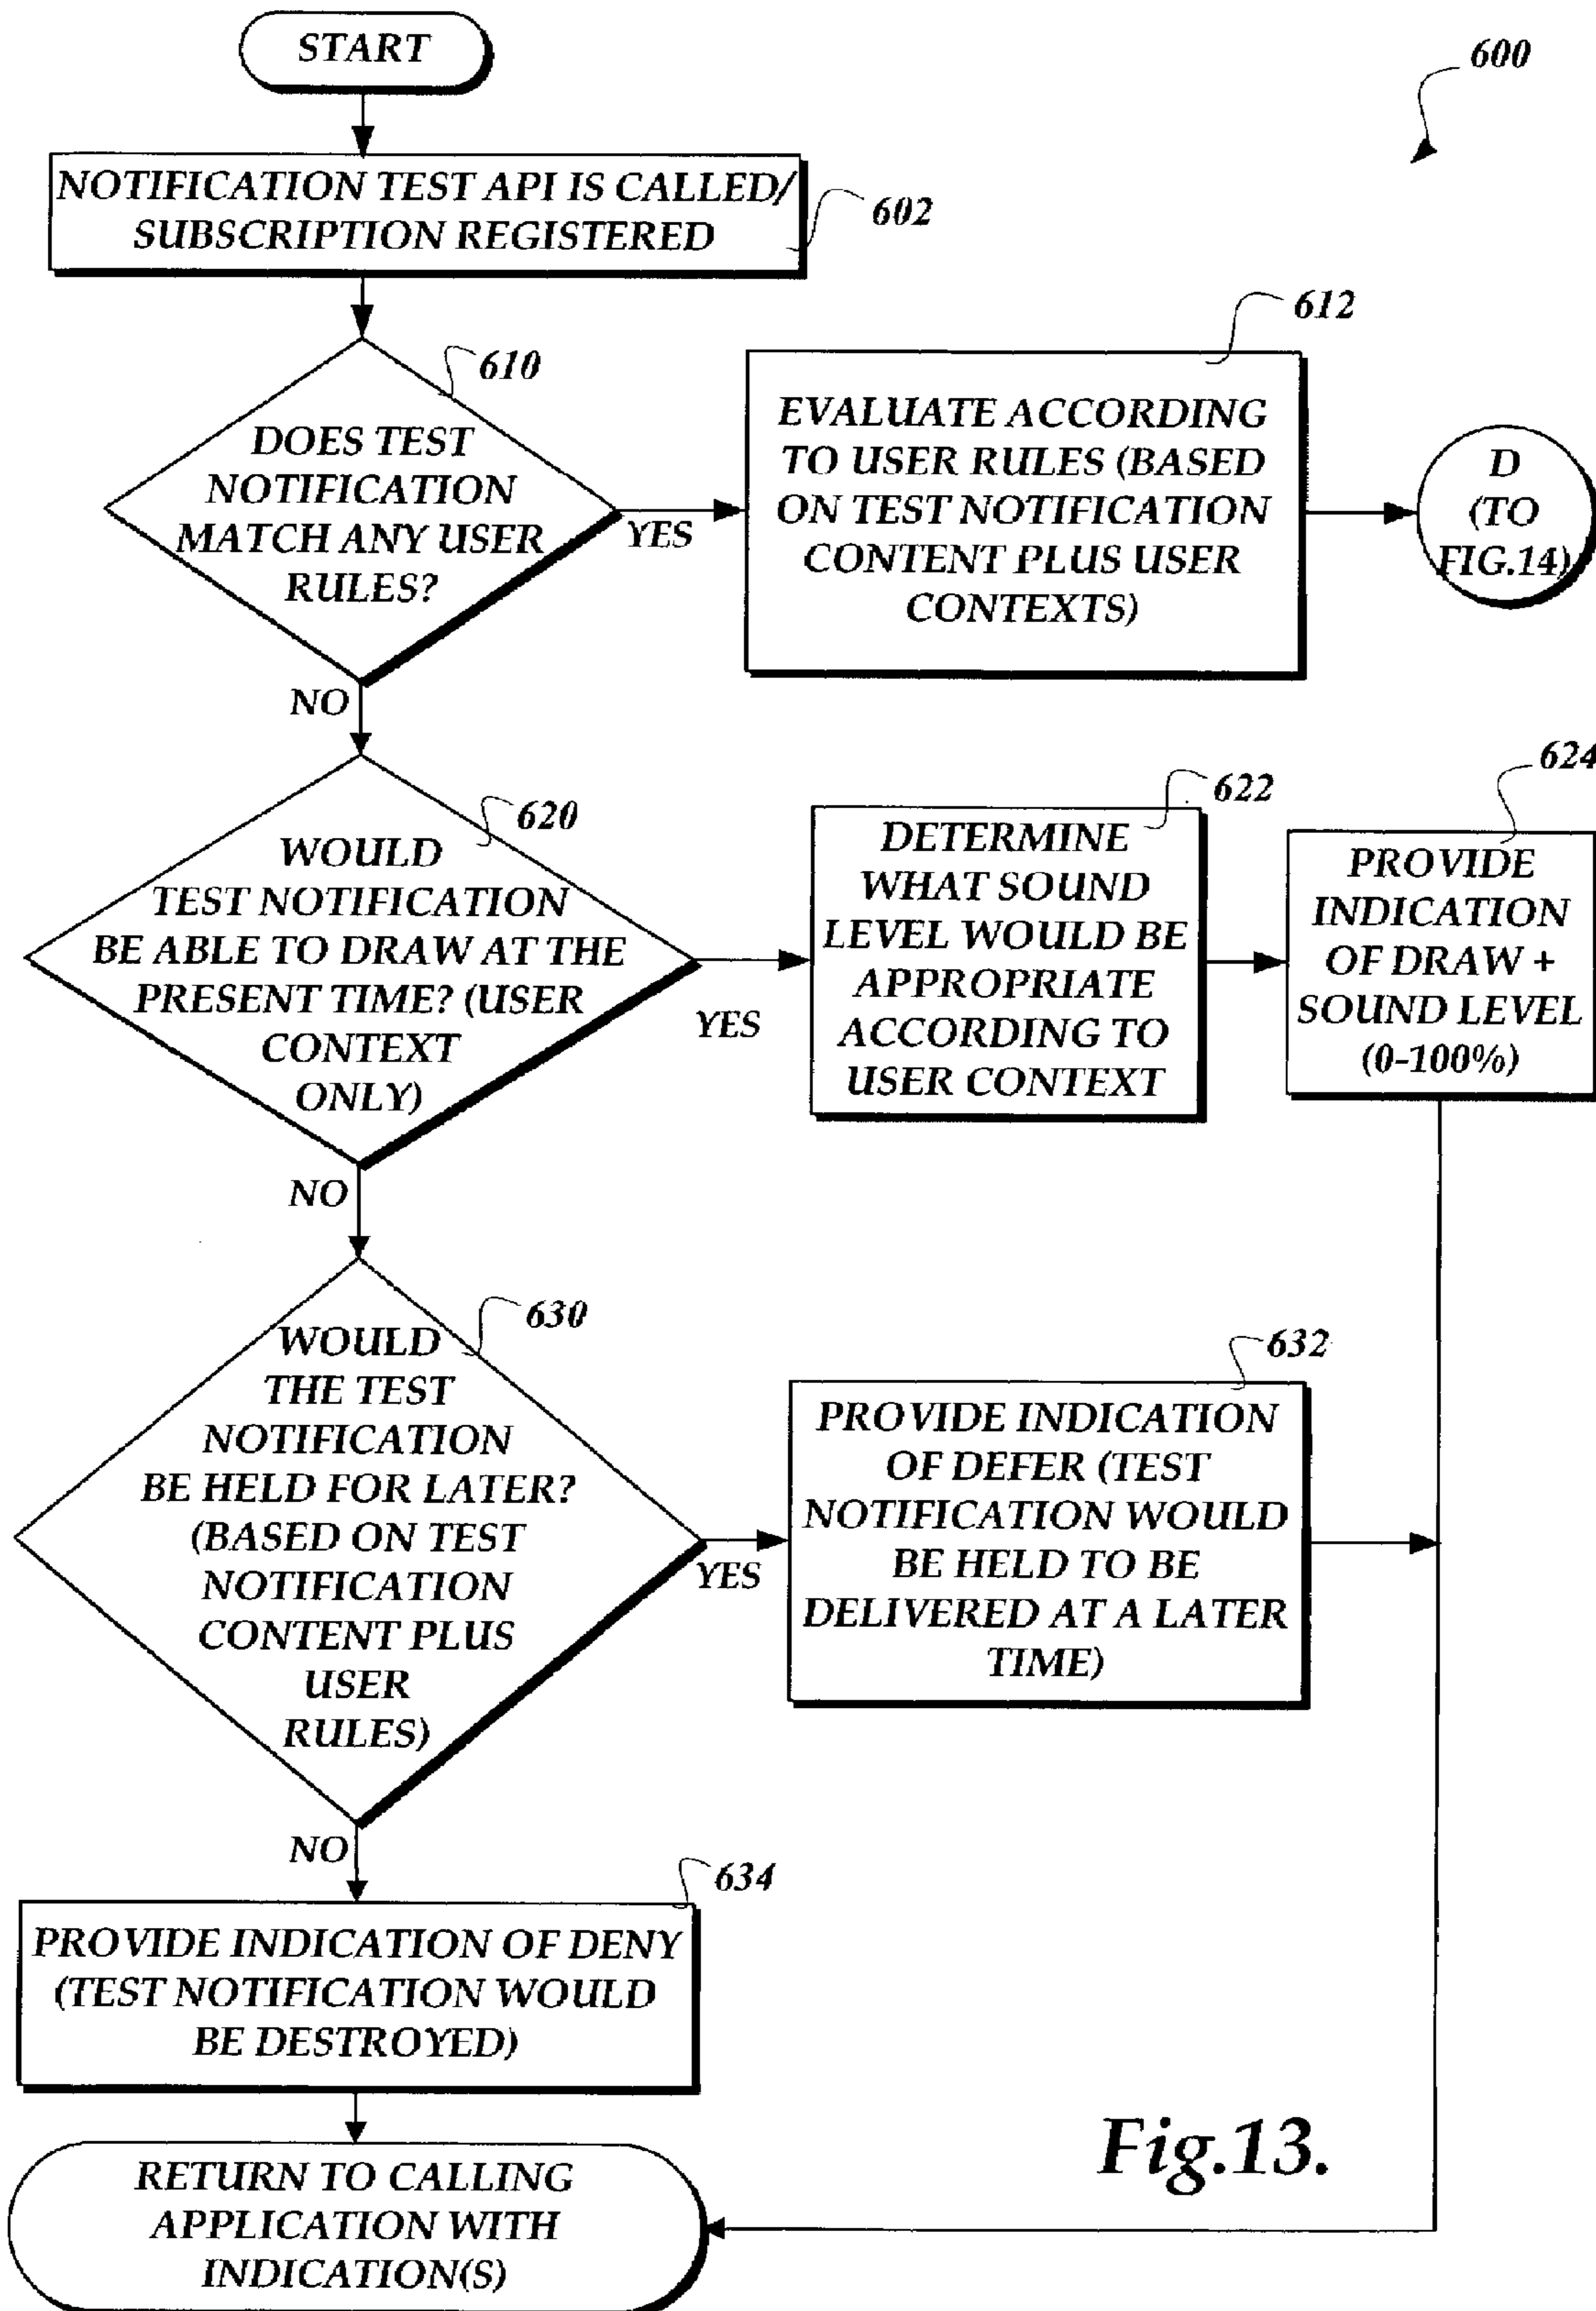 START
600
NOTIFICATION TEST API IS CALLED/
SUBSCRIPTION REGISTERED
602
610
DOES TEST
NOTIFICATION
MATCH ANY USER
RULES?
YES
NO
612
EVALUATE ACCORDING
TO USER RULES (BASED
ON TEST NOTIFICATION
CONTENT PLUS USER
CONTEXTS)
D
(TO
FIG.14)
620
WOULD
TEST NOTIFICATION
BE ABLE TO DRAW AT THE
PRESENT TIME? (USER
CONTEXT
ONLY)
YES
NO
622
DETERMINE
WHAT SOUND
LEVEL WOULD BE
APPROPRIATE
ACCORDING TO
USER CONTEXT
624
PROVIDE
INDICATION
OF DRAW +
SOUND LEVEL
(0-100%)
630
WOULD
THE TEST
NOTIFICATION
BE HELD FOR LATER?
(BASED ON TEST
NOTIFICATION
CONTENT PLUS
USER
RULES)
YES
NO
632
PROVIDE INDICATION
OF DEFER (TEST
NOTIFICATION WOULD
BE HELD TO BE
DELIVERED AT A LATER
TIME)
634
PROVIDE INDICATION OF DENY
(TEST NOTIFICATION WOULD
BE DESTROYED)
RETURN TO CALLING
APPLICATION WITH
INDICATION(S)
Fig.13.